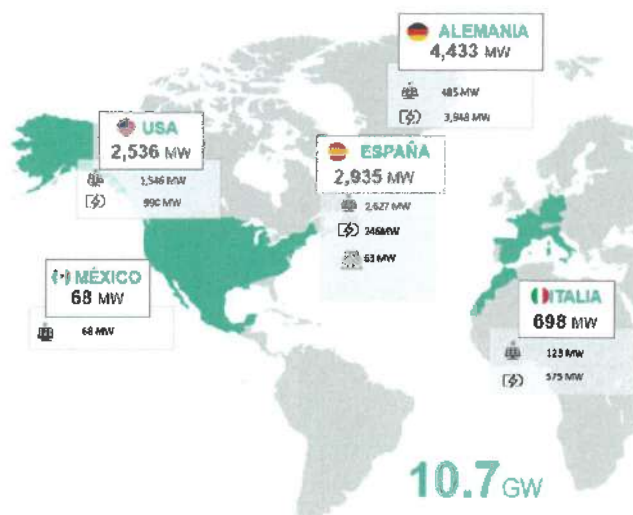 ALEMANIA
4,433 MW
485 MW
3,948 MW
USA
2,536 MW
1,546 MW
990 MW
ESPAÑA
2,935 MW
2,627 MW
246MW
63 MW
MÉXICO
68 MW
68 MW
ITALIA
698 MW
123 MW
575 MW
10.7 GW